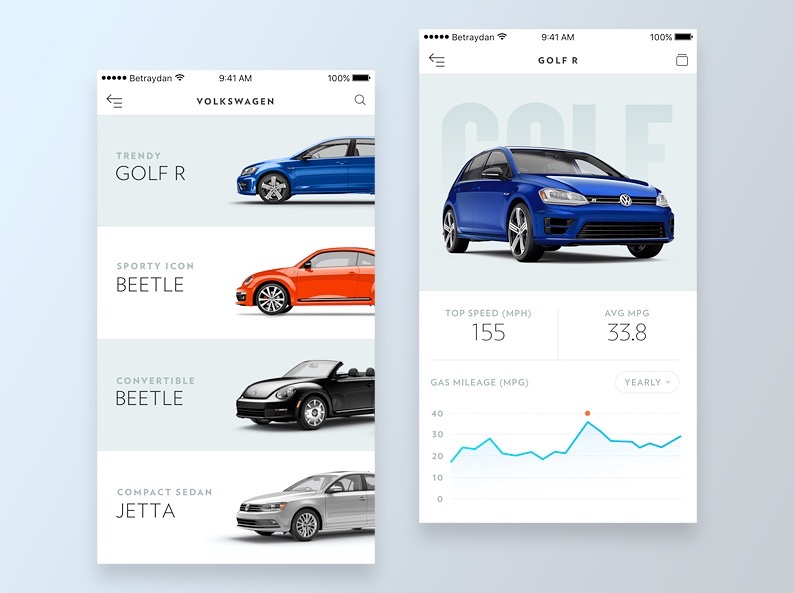 Betraydan 9:41 AM 100%
VOLKSWAGEN
TRENDY
GOLF R
SPORTY ICON
BEETLE
CONVERTIBLE
BEETLE
COMPACT SEDAN
JETTA
Betraydan 9:41 AM 100%
GOLF R
GOLF
TOP SPEED (MPH)
155
AVG MPG
33.8
GAS MILEAGE (MPG)
YEARLY
40
30
20
10
0